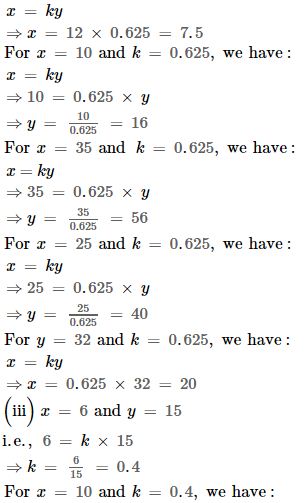 x = ky
⇒ x = 12 × 0.625 = 7.5
For x = 10 and k = 0.625, we have :
x = ky
⇒ 10 = 0.625 × y
⇒ y = 10/0.625 = 16
For x = 35 and k = 0.625, we have :
x = ky
⇒ 35 = 0.625 × y
⇒ y = 35/0.625 = 56
For x = 25 and k = 0.625, we have :
x = ky
⇒ 25 = 0.625 × y
⇒ y = 25/0.625 = 40
For y = 32 and k = 0.625, we have :
x = ky
⇒ x = 0.625 × 32 = 20
(iii) x = 6 and y = 15
i.e., 6 = k × 15
⇒ k = 6/15 = 0.4
For x = 10 and k = 0.4, we have :